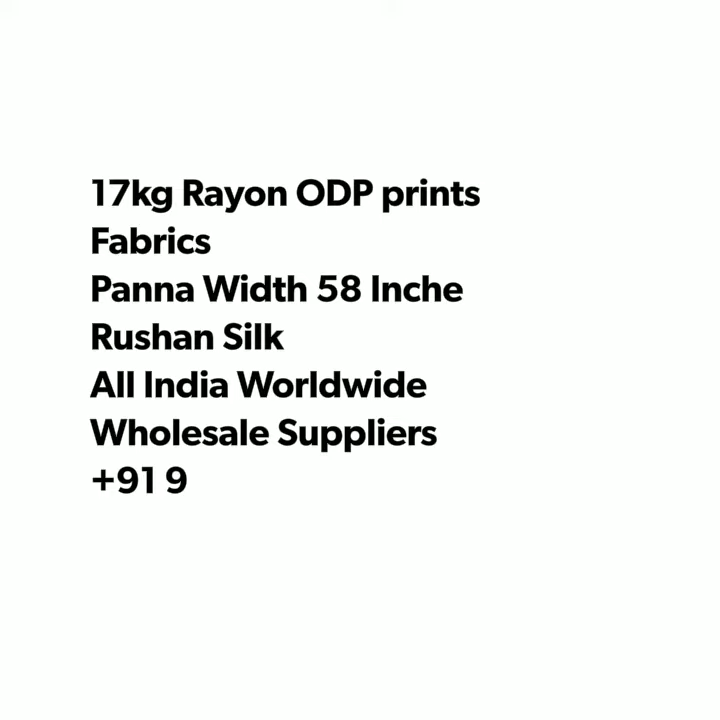 17kg Rayon ODP prints
Fabrics
Panna Width 58 Inche
Rushan Silk
All India Worldwide
Wholesale Suppliers
+91 9